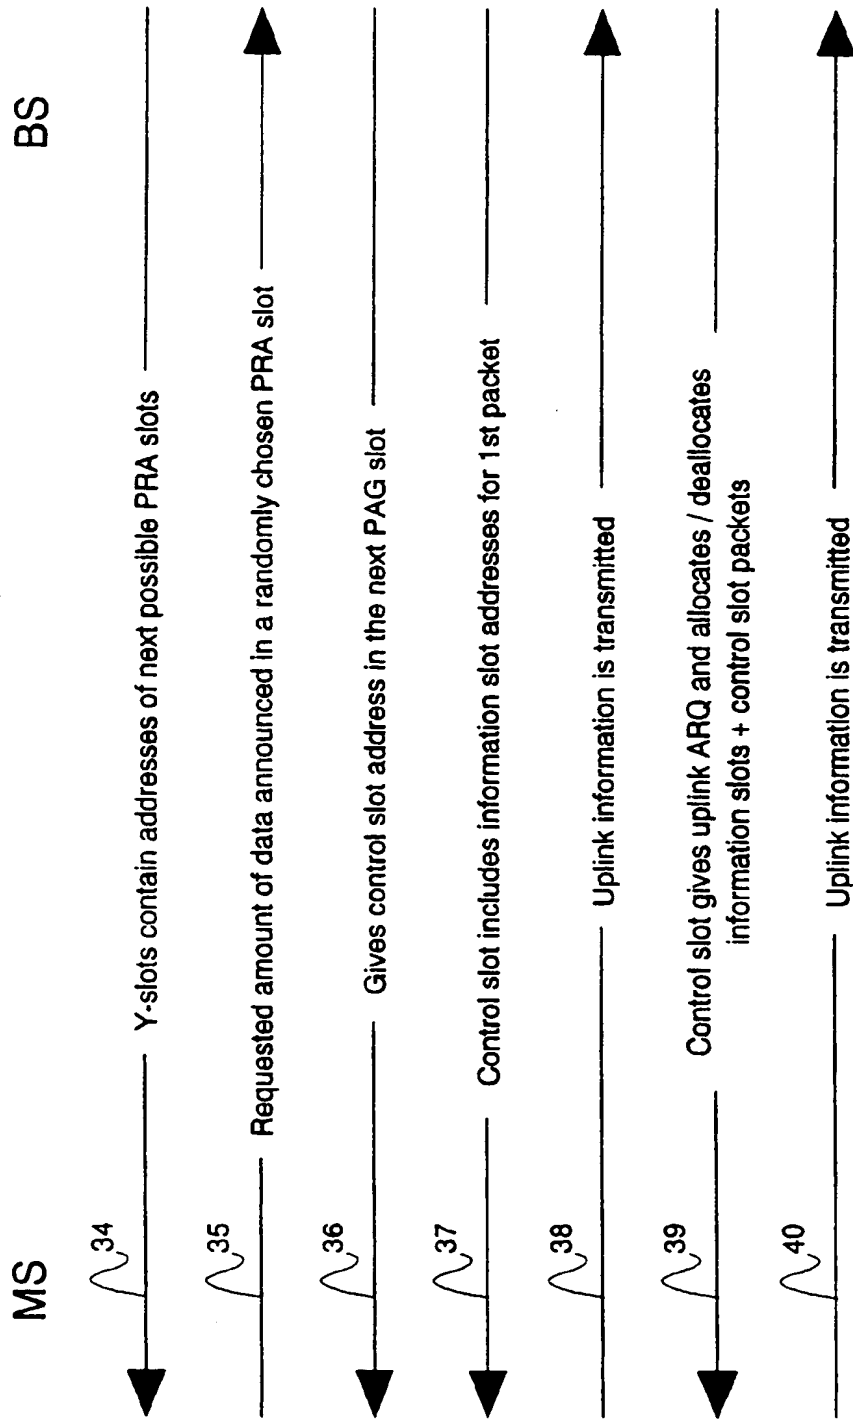 MS
BS
34
Y-slots contain addresses of next possible PRA slots
35
Requested amount of data announced in a randomly chosen PRA slot
36
Gives control slot address in the next PAG slot
37
Control slot includes information slot addresses for 1st packet
38
Uplink information is transmitted
39
Control slot gives uplink ARQ and allocates / deallocates
information slots + control slot packets
40
Uplink information is transmitted